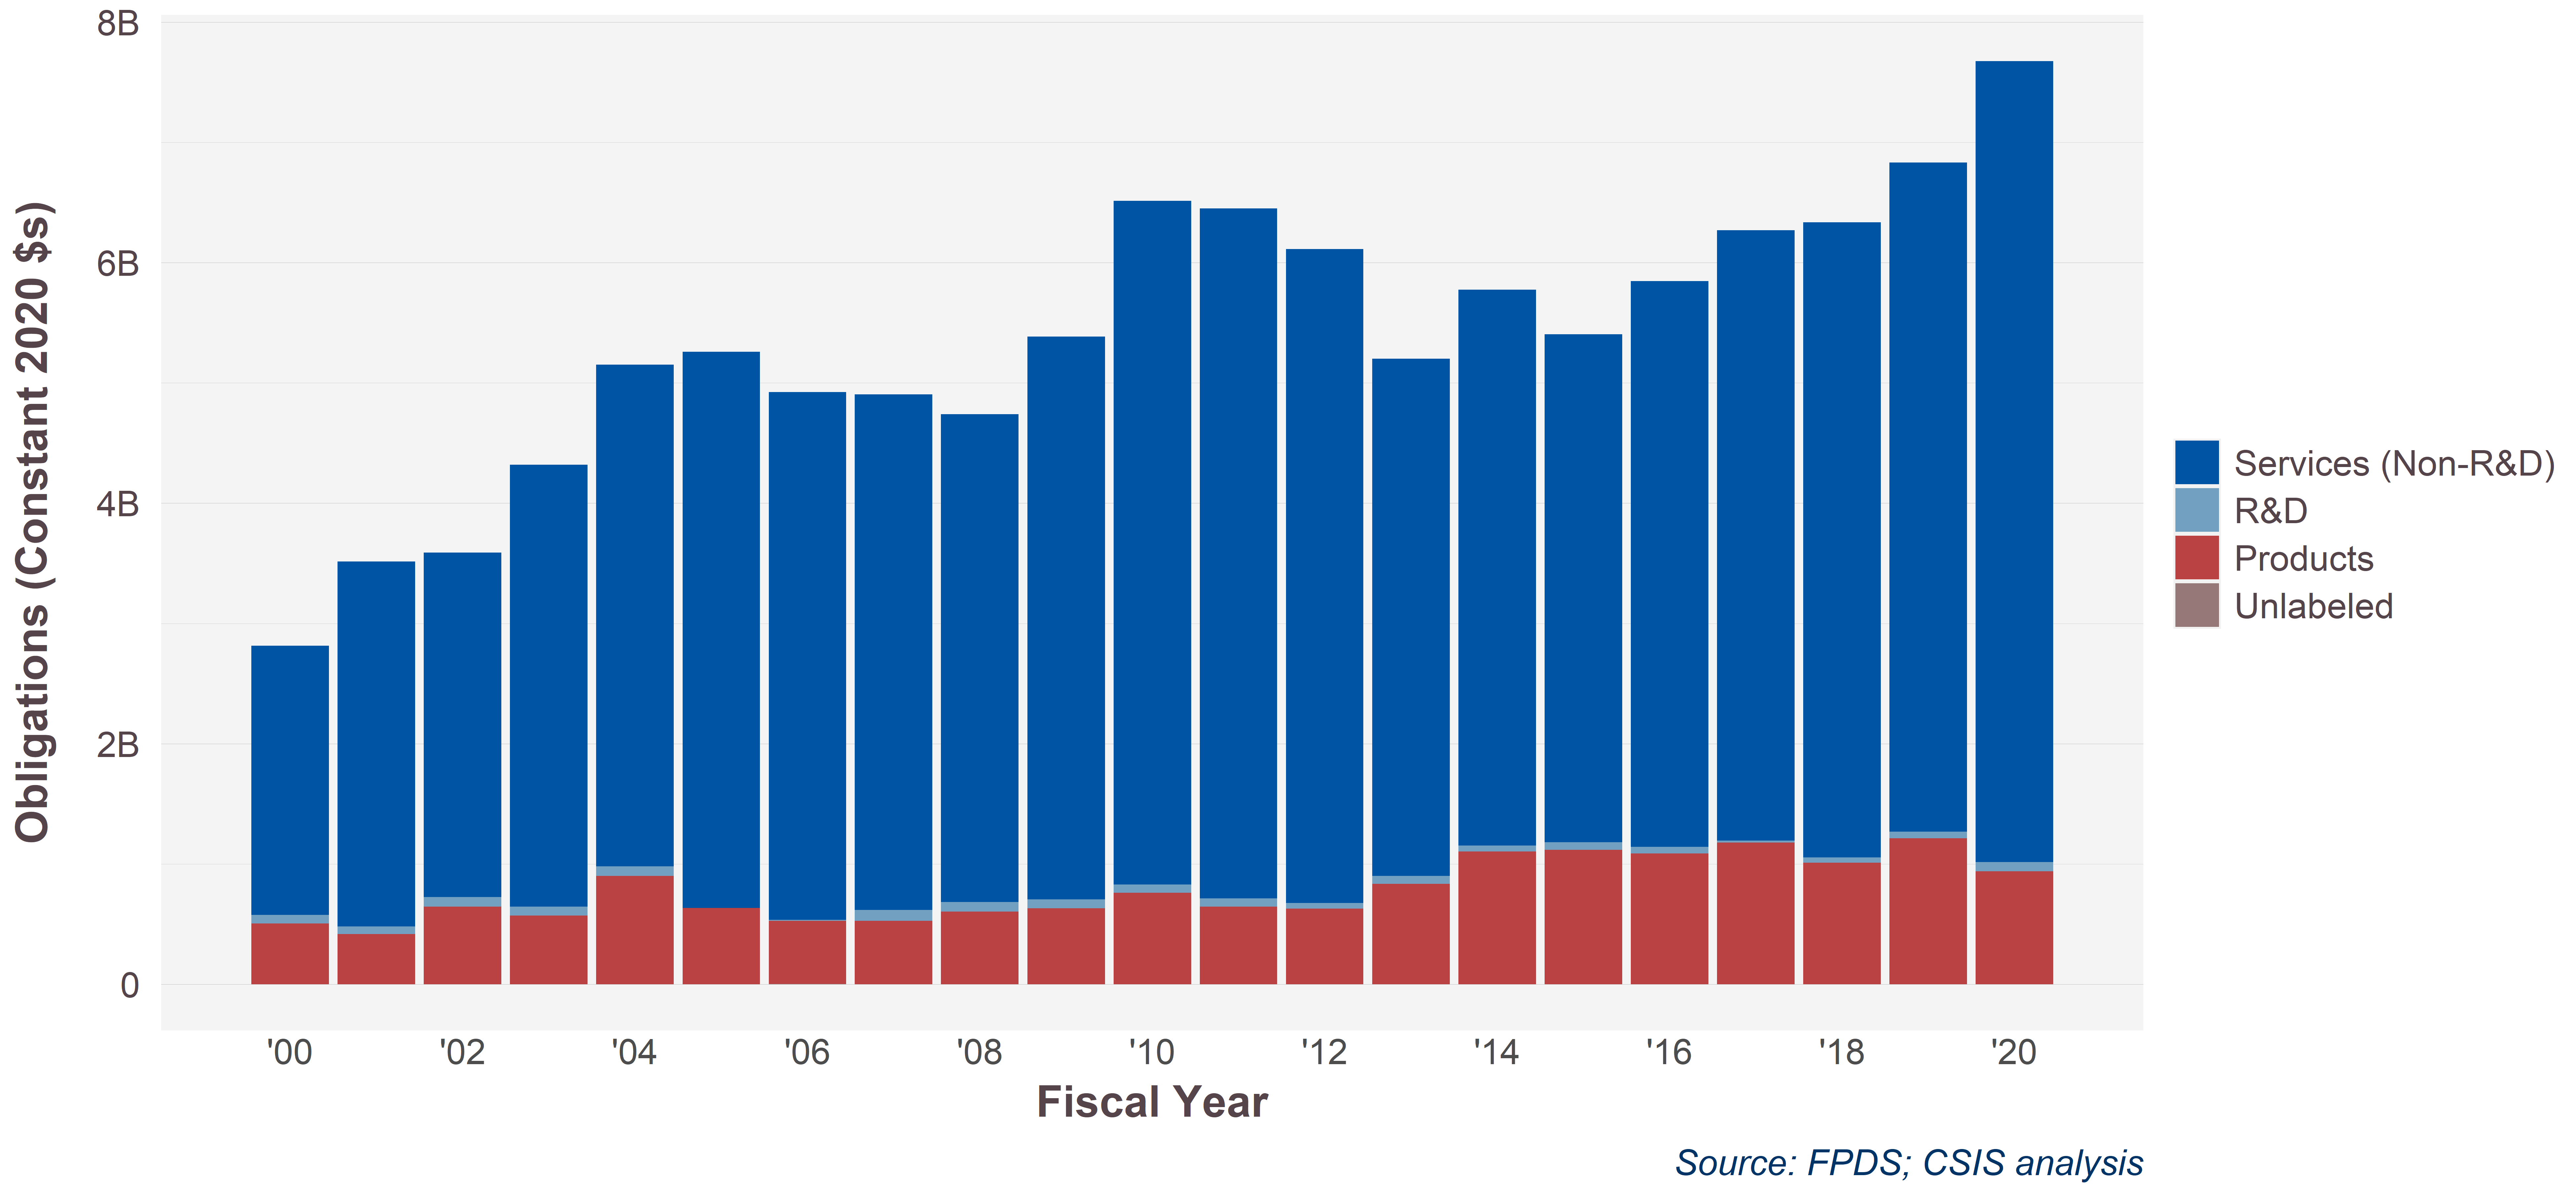 Obligations (Constant 2020 $s)
8B
6B
4B
2B
0
'00
'02
'04
'06
'08
'10
'12
'14
'16
'18
'20
Fiscal Year
Services (Non-R&D)
R&D
Products
Unlabeled
Source: FPDS; CSIS analysis